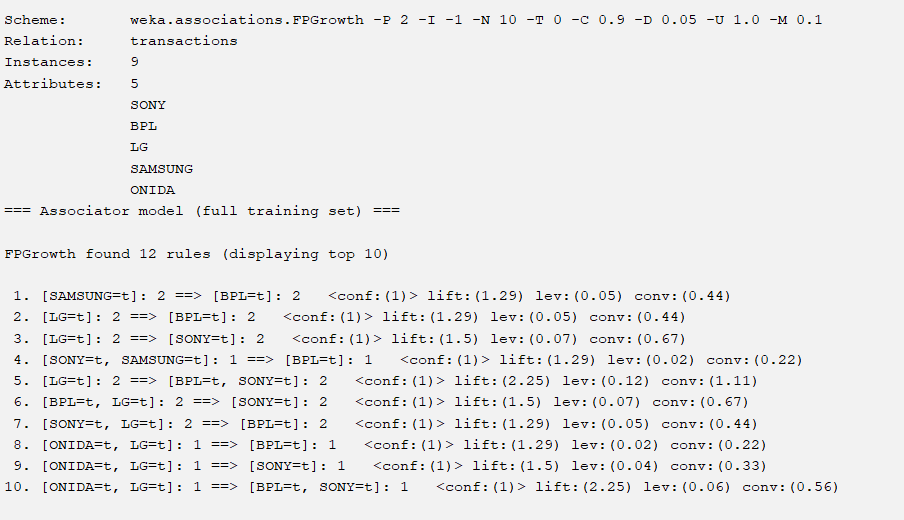 Scheme: weka.associations.FPGrowth -P 2 -I -1 -N 10 -T 0 -C 0.9 -D 0.05 -U 1.0 -M 0.1
Relation: transactions
Instances: 9
Attributes: 5
SONY
BPL
LG
SAMSUNG
ONIDA
=== Associator model (full training set) ===
FPGrowth found 12 rules (displaying top 10)
1. [SAMSUNG=t]: 2 ==> [BPL=t]: 2 <conf:(1)> lift:(1.29) lev:(0.05) conv:(0.44)
2. [LG=t]: 2 ==> [BPL=t]: 2 <conf:(1)> lift:(1.29) lev:(0.05) conv:(0.44)
3. [LG=t]: 2 ==> [SONY=t]: 2 <conf:(1)> lift:(1.5) lev:(0.07) conv:(0.67)
4. [SONY=t, SAMSUNG=t]: 1 ==> [BPL=t]: 1 <conf:(1)> lift:(1.29) lev:(0.02) conv:(0.22)
5. [LG=t]: 2 ==> [BPL=t, SONY=t]: 2 <conf:(1)> lift:(2.25) lev:(0.12) conv:(1.11)
6. [BPL=t, LG=t]: 2 ==> [SONY=t]: 2 <conf:(1)> lift:(1.5) lev:(0.07) conv:(0.67)
7. [SONY=t, LG=t]: 2 ==> [BPL=t]: 2 <conf:(1)> lift:(1.29) lev:(0.05) conv:(0.44)
8. [ONIDA=t, LG=t]: 1 ==> [BPL=t]: 1 <conf:(1)> lift:(1.29) lev:(0.02) conv:(0.22)
9. [ONIDA=t, LG=t]: 1 ==> [SONY=t]: 1 <conf:(1)> lift:(1.5) lev:(0.04) conv:(0.33)
10. [ONIDA=t, LG=t]: 1 ==> [BPL=t, SONY=t]: 1 <conf:(1)> lift:(2.25) lev:(0.06) conv:(0.56)